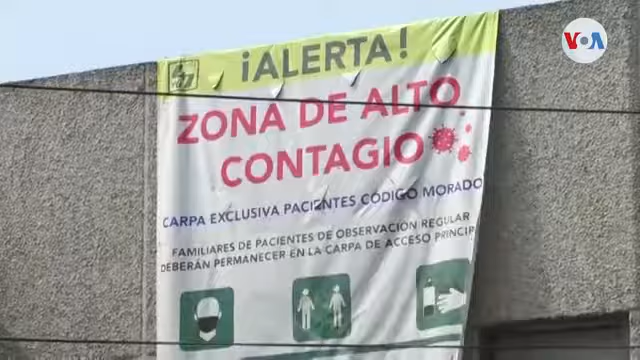 VOA
¡ALERTA!
ZONA DE ALTO
CONTAGIO
CARPA EXCLUSIVA PACIENTES CÓDIGO MORADO
FAMILIARES DE PACIENTES DE OBSERVACIÓN REGULAR
DEBERÁN PERMANECER EN LA CARPA DE ACCESO PRINCIP